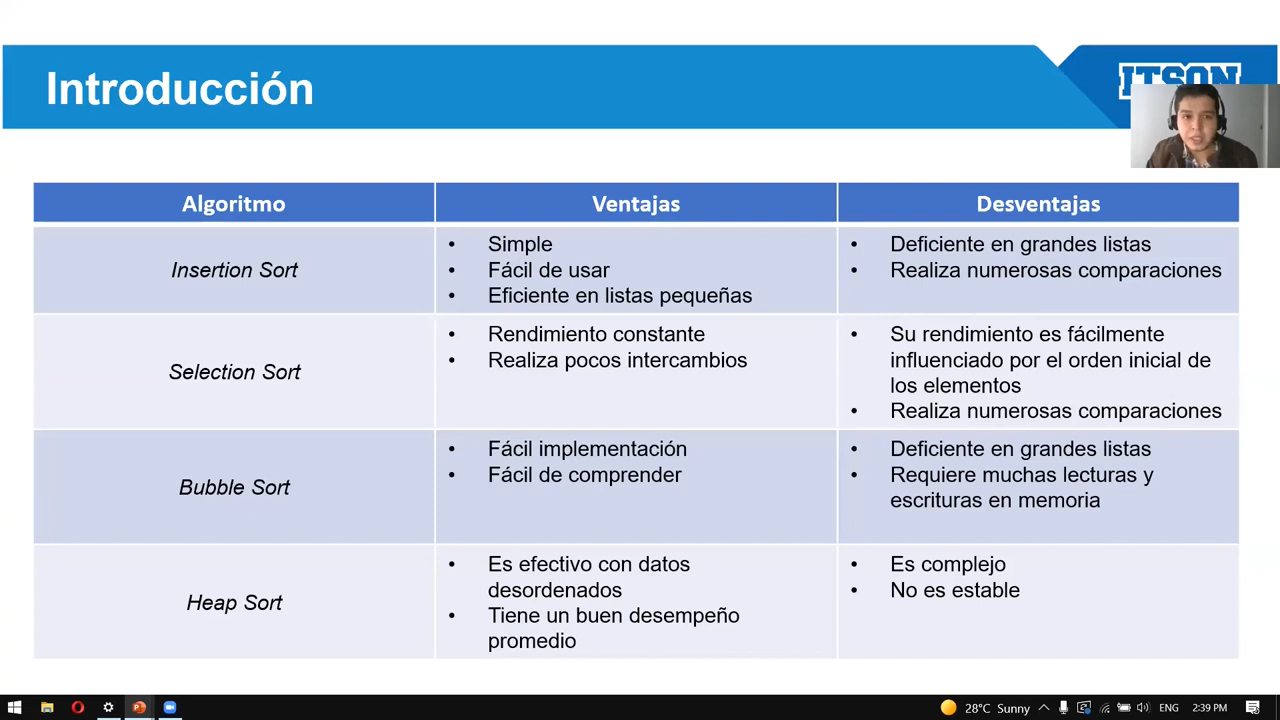 Introducción
ITSON
Algoritmo
Ventajas
Desventajas
Insertion Sort
• Simple
• Fácil de usar
• Eficiente en listas pequeñas
• Deficiente en grandes listas
• Realiza numerosas comparaciones
Selection Sort
• Rendimiento constante
• Realiza pocos intercambios
• Su rendimiento es fácilmente
influenciado por el orden inicial de
los elementos
• Realiza numerosas comparaciones
Bubble Sort
• Fácil implementación
• Fácil de comprender
• Deficiente en grandes listas
• Requiere muchas lecturas y
escrituras en memoria
Heap Sort
• Es efectivo con datos
desordenados
• Tiene un buen desempeño
promedio
• Es complejo
• No es estable
28°C Sunny
ENG
2:39 PM